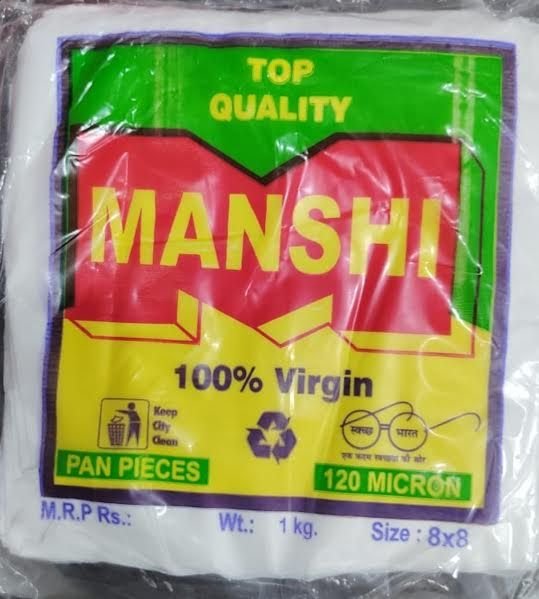 TOP
QUALITY
MANSHI
100% Virgin
Keep
City
Clean
स्वच्छ भारत
एक कदम स्वच्छता की ओर
PAN PIECES
120 MICRON
M.R.P Rs.: Wt.: 1 kg. Size : 8x8